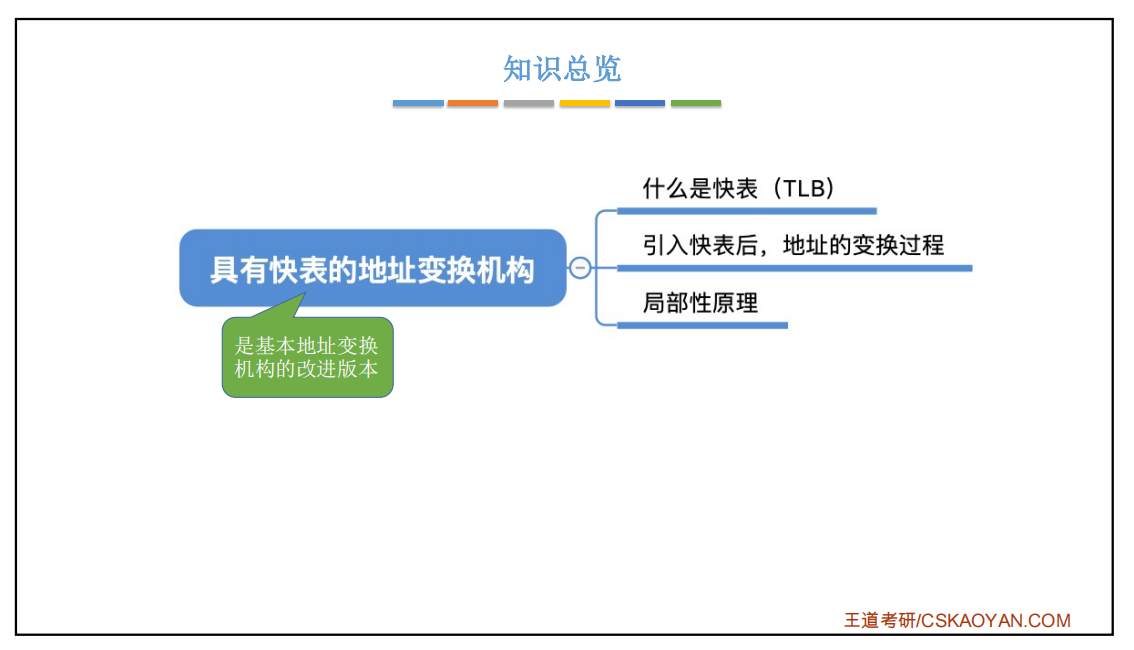 知识总览
什么是快表（TLB）
引入快表后，地址的变换过程
具有快表的地址变换机构
局部性原理
是基本地址变换
机构的改进版本
王道考研/CSKAOYAN.COM